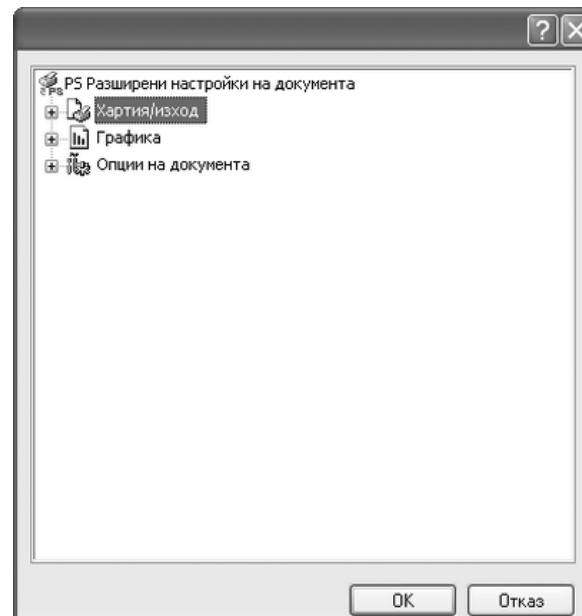 PS Разширени настройки на документа
Хартия/изход
Графика
Опции на документа
OK
Отказ